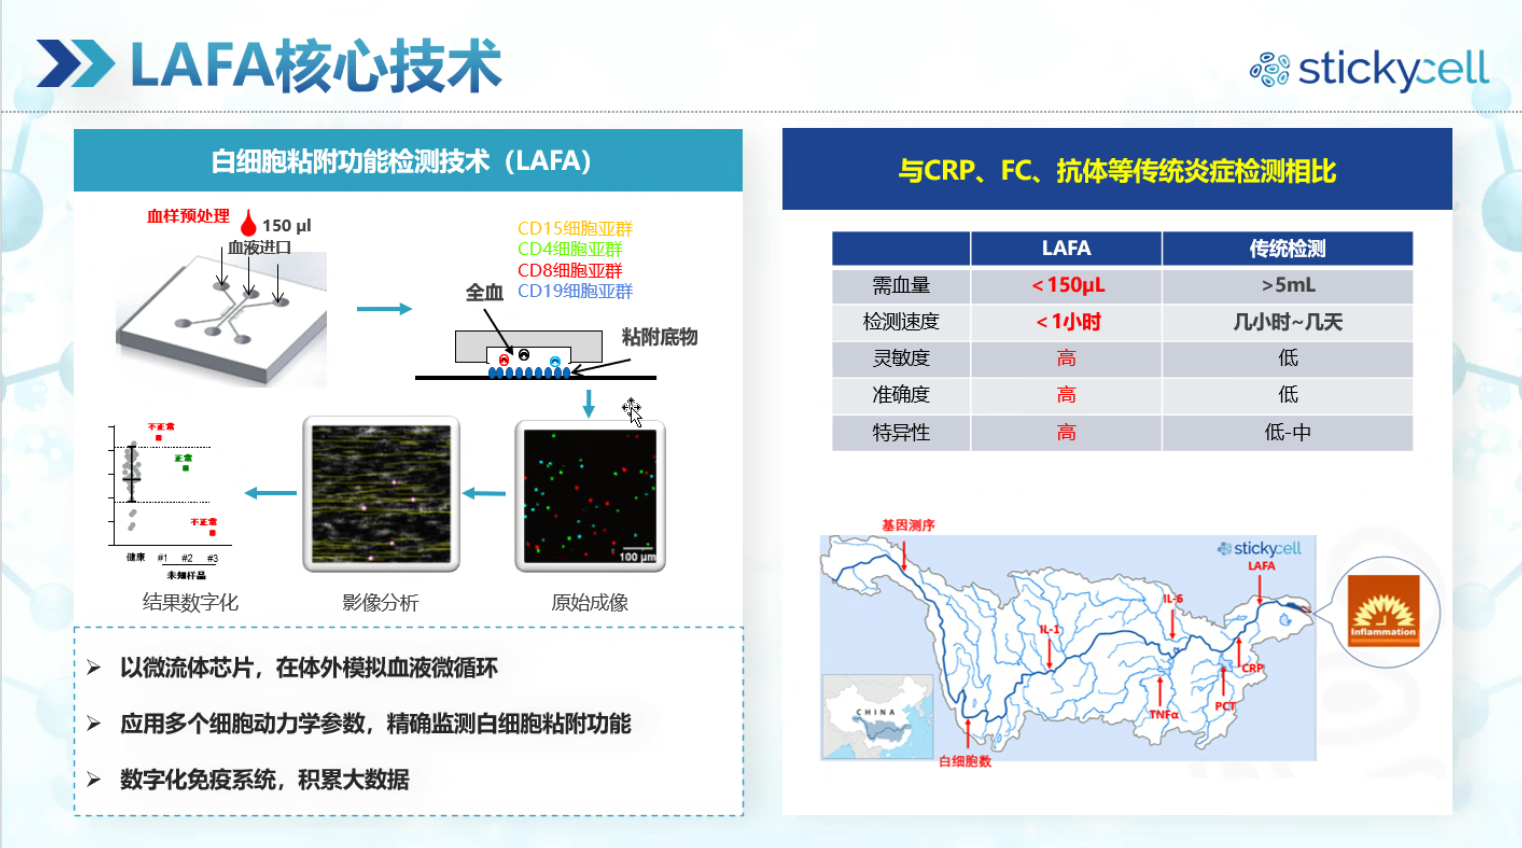 LAFA核心技术
stickycell
白细胞粘附功能检测技术（LAFA）
血样预处理
150 μl
血液进口
CD15细胞亚群
CD4细胞亚群
CD8细胞亚群
CD19细胞亚群
全血
粘附底物
不正常
正常
不正常
健康 #1 #2 #3
未知样品
100 μm
结果数字化
影像分析
原始成像
➢ 以微流体芯片，在体外模拟血液微循环
➢ 应用多个细胞动力学参数，精确监测白细胞粘附功能
➢ 数字化免疫系统，积累大数据
与CRP、FC、抗体等传统炎症检测相比
LAFA 传统检测
需血量 <150μL >5mL
检测速度 <1小时 几小时~几天
灵敏度 高 低
准确度 高 低
特异性 高 低-中
基因测序
stickycell
LAFA
IL-6
IL-1
Inflammation
CRP
PCT
TNFα
CHINA
白细胞数